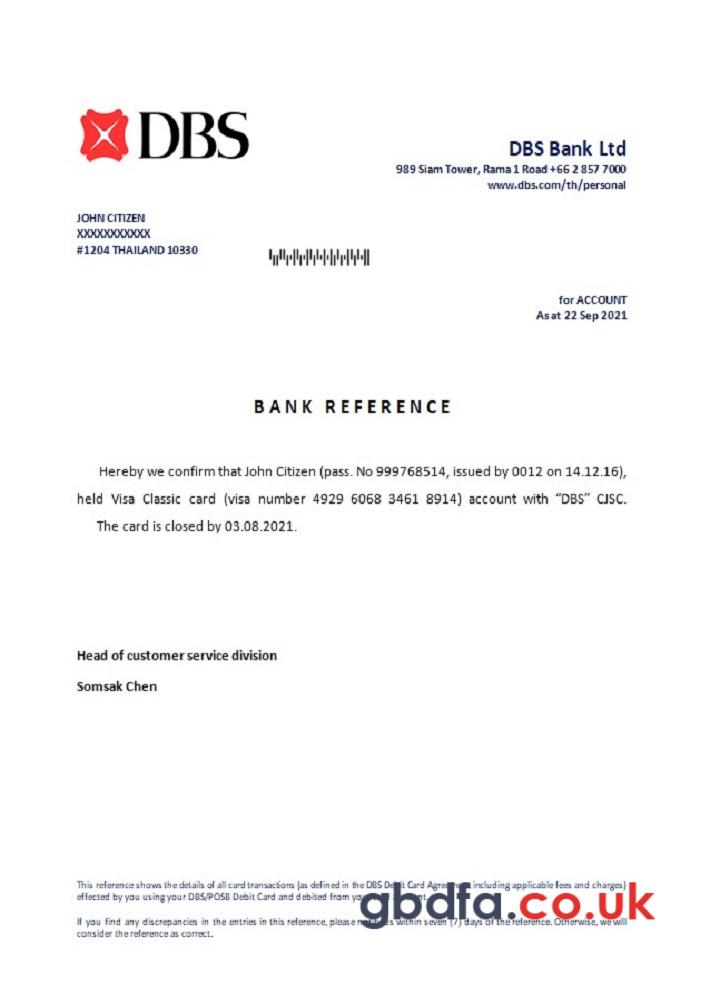 DBS
DBS Bank Ltd
989 Siam Tower, Rama 1 Road +66 2 857 7000
www.dbs.com/th/personal
JOHN CITIZEN
XXXXXXXXXXX
#1204 THAILAND 10330
for ACCOUNT
As at 22 Sep 2021
BANK REFERENCE
Hereby we confirm that John Citizen (pass. No 999768514, issued by 0012 on 14.12.16),
held Visa Classic card (visa number 4929 6068 3461 8914) account with “DBS” CJSC.
The card is closed by 03.08.2021.
Head of customer service division
Somsak Chen
This reference shows the details of all card transactions (as defined in the DBS Debit Card Agreement including applicable fees and charges)
effected by you using your DBS/POSB Debit Card and debited from
gbdfa.co.uk
If you find any discrepancies in the entries in this reference, please within seven (7) days of the reference. Otherwise, we will
consider the reference as correct.